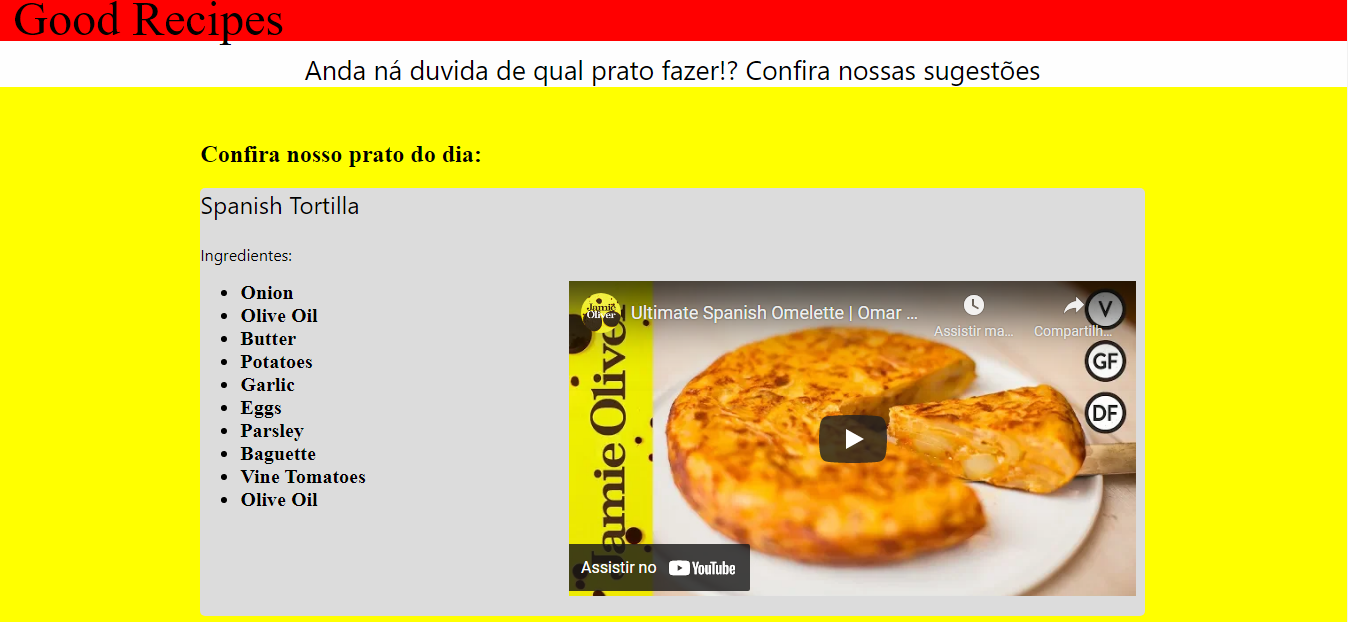 Good Recipes
Anda ná duvida de qual prato fazer!? Confira nossas sugestões
Confira nosso prato do dia:
Spanish Tortilla
Ingredientes:
Onion
Olive Oil
Butter
Potatoes
Garlic
Eggs
Parsley
Baguette
Vine Tomatoes
Olive Oil
Jamie Oliver
Ultimate Spanish Omelette | Omar ...
Assistir ma...
Compartilh...
V
GF
DF
Jamie Oliver
Assistir no YouTube